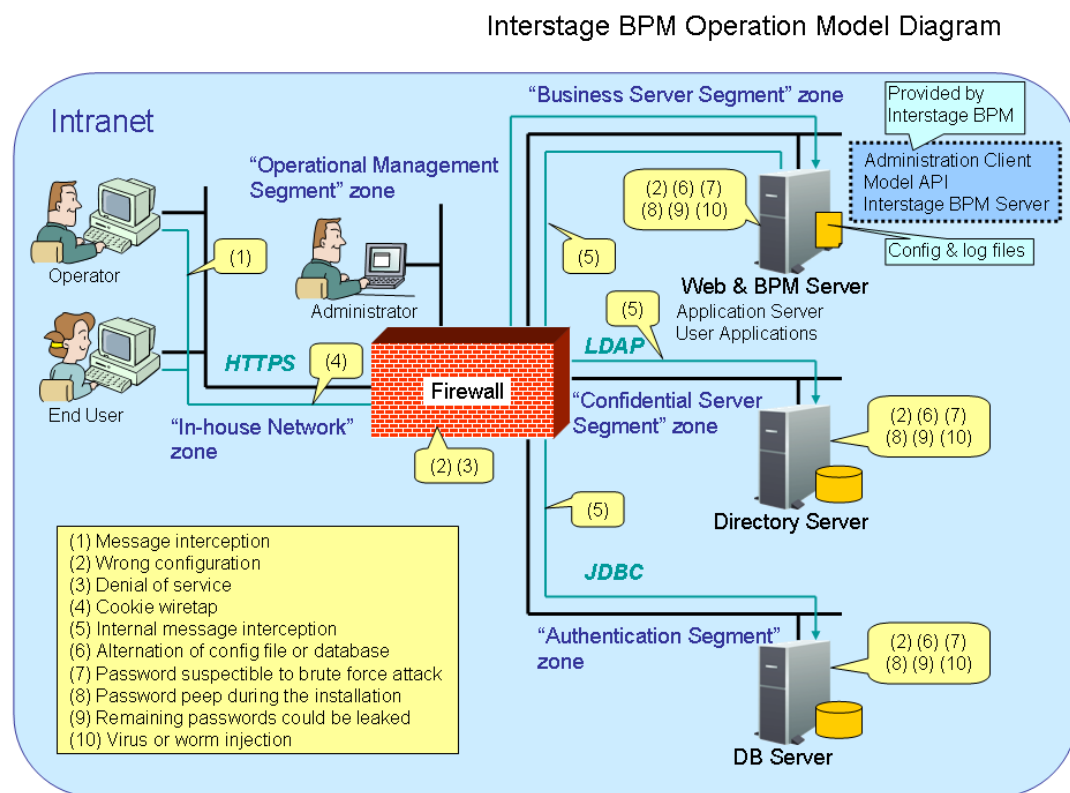 Interstage BPM Operation Model Diagram
Intranet
"Business Server Segment" zone
Provided by
Interstage BPM
"Operational Management
Segment" zone
Administration Client
Model API
Interstage BPM Server
(2) (6) (7)
(8) (9) (10)
(1)
(5)
Config & log files
Operator
Web & BPM Server
Application Server
User Applications
Administrator
(5)
LDAP
HTTPS
(4)
Firewall
End User
"In-house Network"
zone
"Confidential Server
Segment" zone
(2) (6) (7)
(8) (9) (10)
(2) (3)
(5)
Directory Server
(1) Message interception
(2) Wrong configuration
(3) Denial of service
(4) Cookie wiretap
(5) Internal message interception
(6) Alternation of config file or database
(7) Password suspectible to brute force attack
(8) Password peep during the installation
(9) Remaining passwords could be leaked
(10) Virus or worm injection
JDBC
"Authentication Segment"
zone
(2) (6) (7)
(8) (9) (10)
DB Server